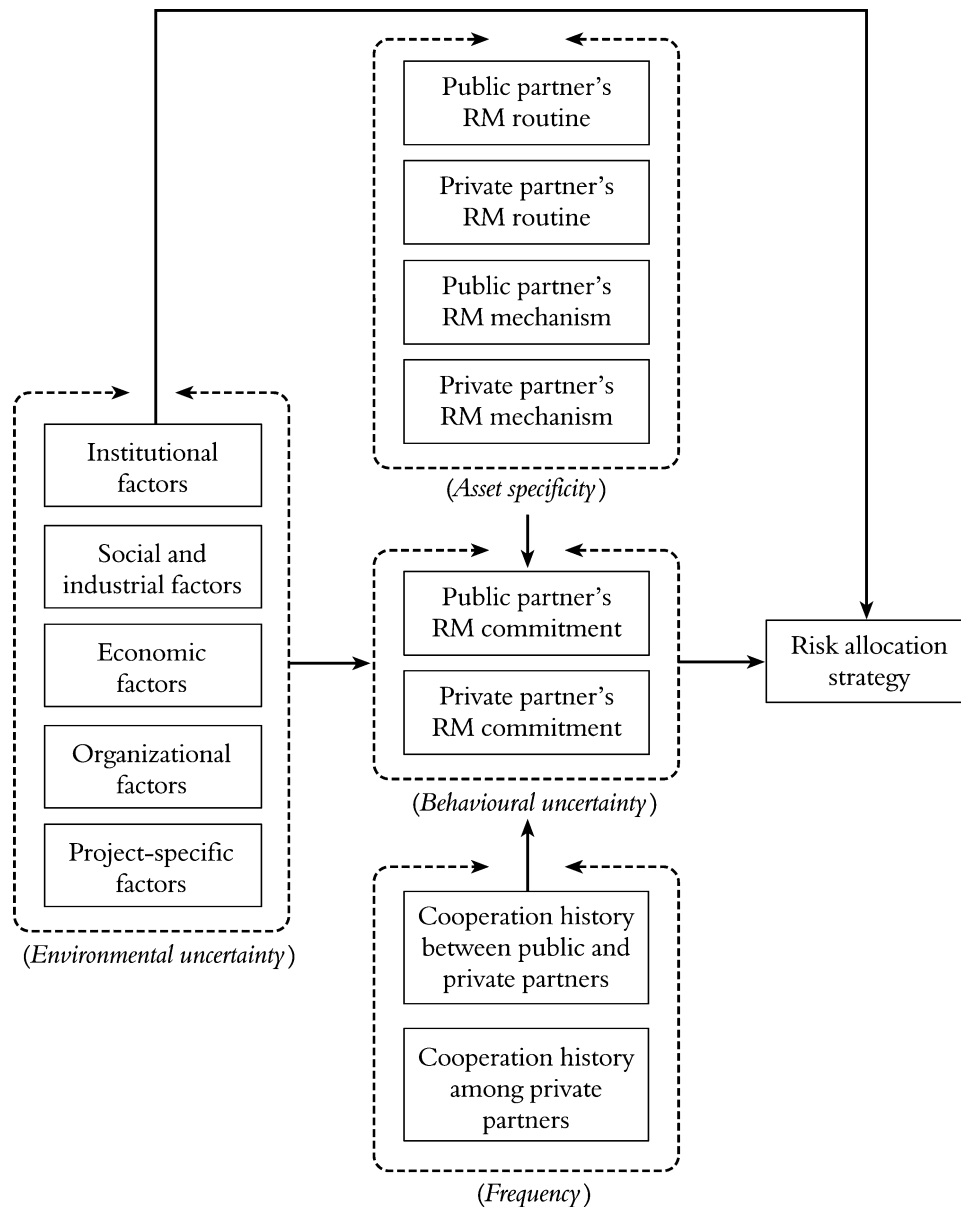 Public partner’s
RM routine
Private partner’s
RM routine
Public partner’s
RM mechanism
Private partner’s
RM mechanism
(Asset specificity)
Institutional
factors
Social and
industrial factors
Economic
factors
Organizational
factors
Project-specific
factors
(Environmental uncertainty)
Public partner’s
RM commitment
Private partner’s
RM commitment
(Behavioural uncertainty)
Risk allocation
strategy
Cooperation history
between public and
private partners
Cooperation history
among private
partners
(Frequency)